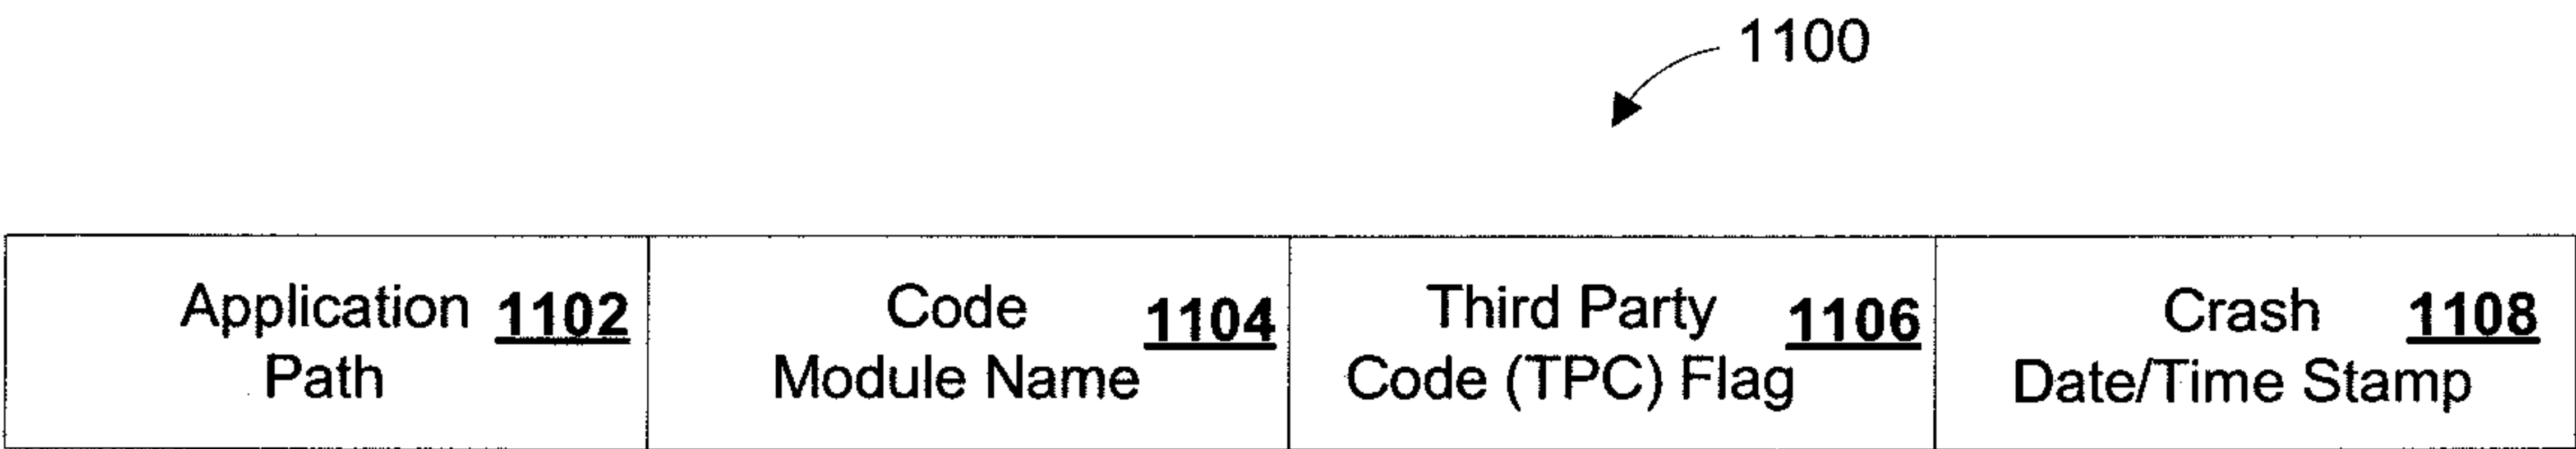 1100
Application 1102
Path
Code 1104
Module Name
Third Party 1106
Code (TPC) Flag
Crash 1108
Date/Time Stamp